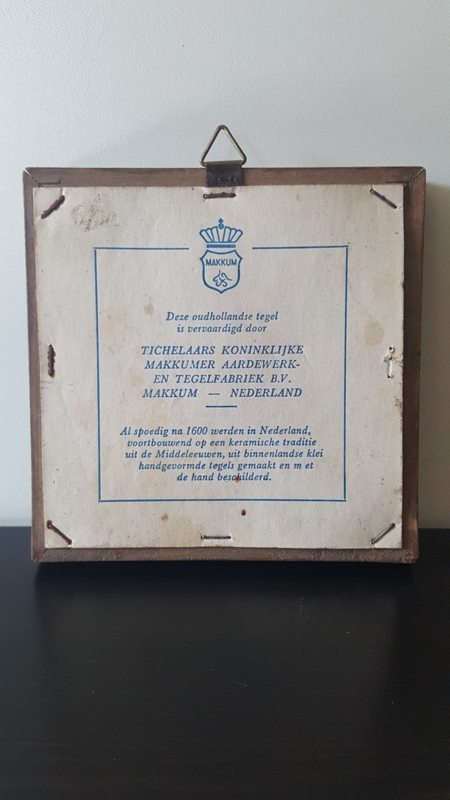 MAKKUM
Deze oudhollandse tegel
is vervaardigd door
TICHELAARS KONINKLIJKE
MAKKUMER AARDEWERK-
EN TEGELFABRIEK B.V.
MAKKUM — NEDERLAND
Al spoedig na 1600 werden in Nederland,
voortbouwend op een keramische traditie
uit de Middeleeuwen, uit binnenlandse klei
handgevormde tegels gemaakt en m et
de hand beschilderd.